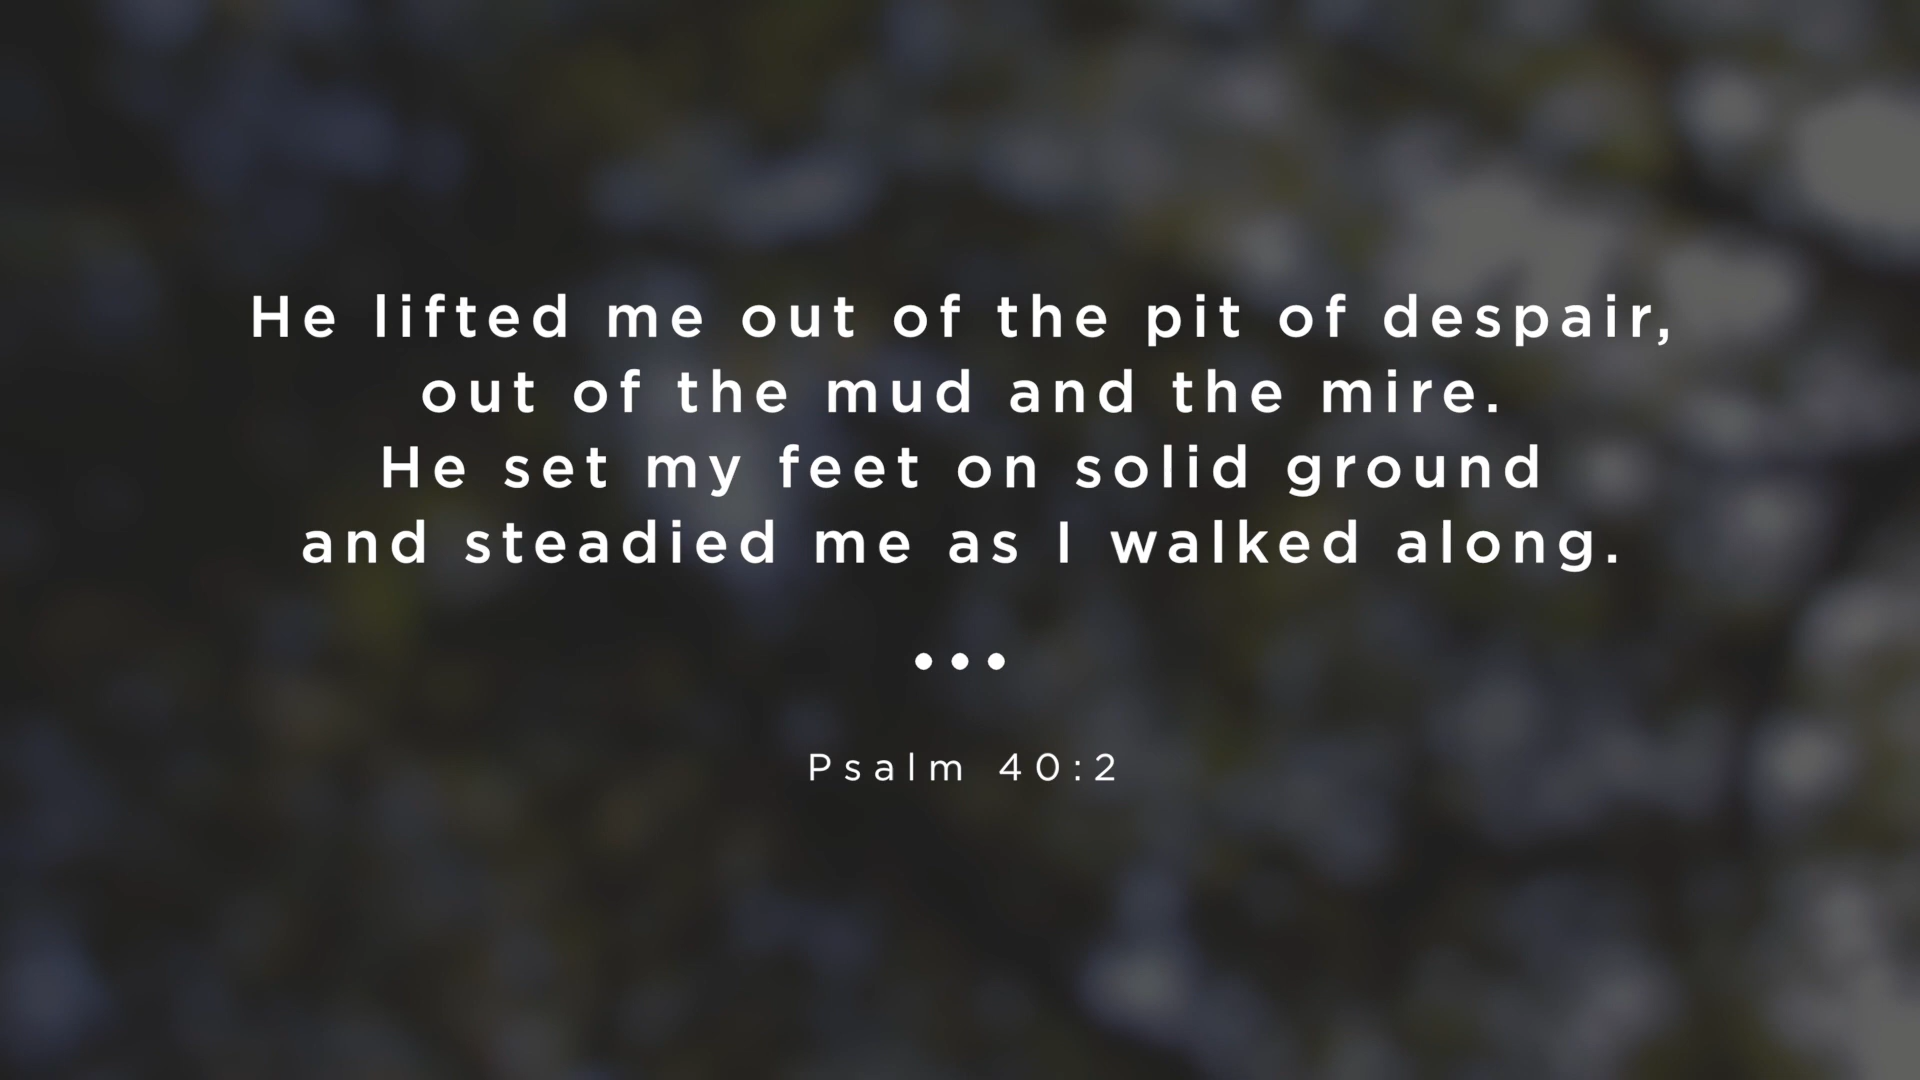 He lifted me out of the pit of despair,
out of the mud and the mire.
He set my feet on solid ground
and steadied me as I walked along.
•••
Psalm 40:2